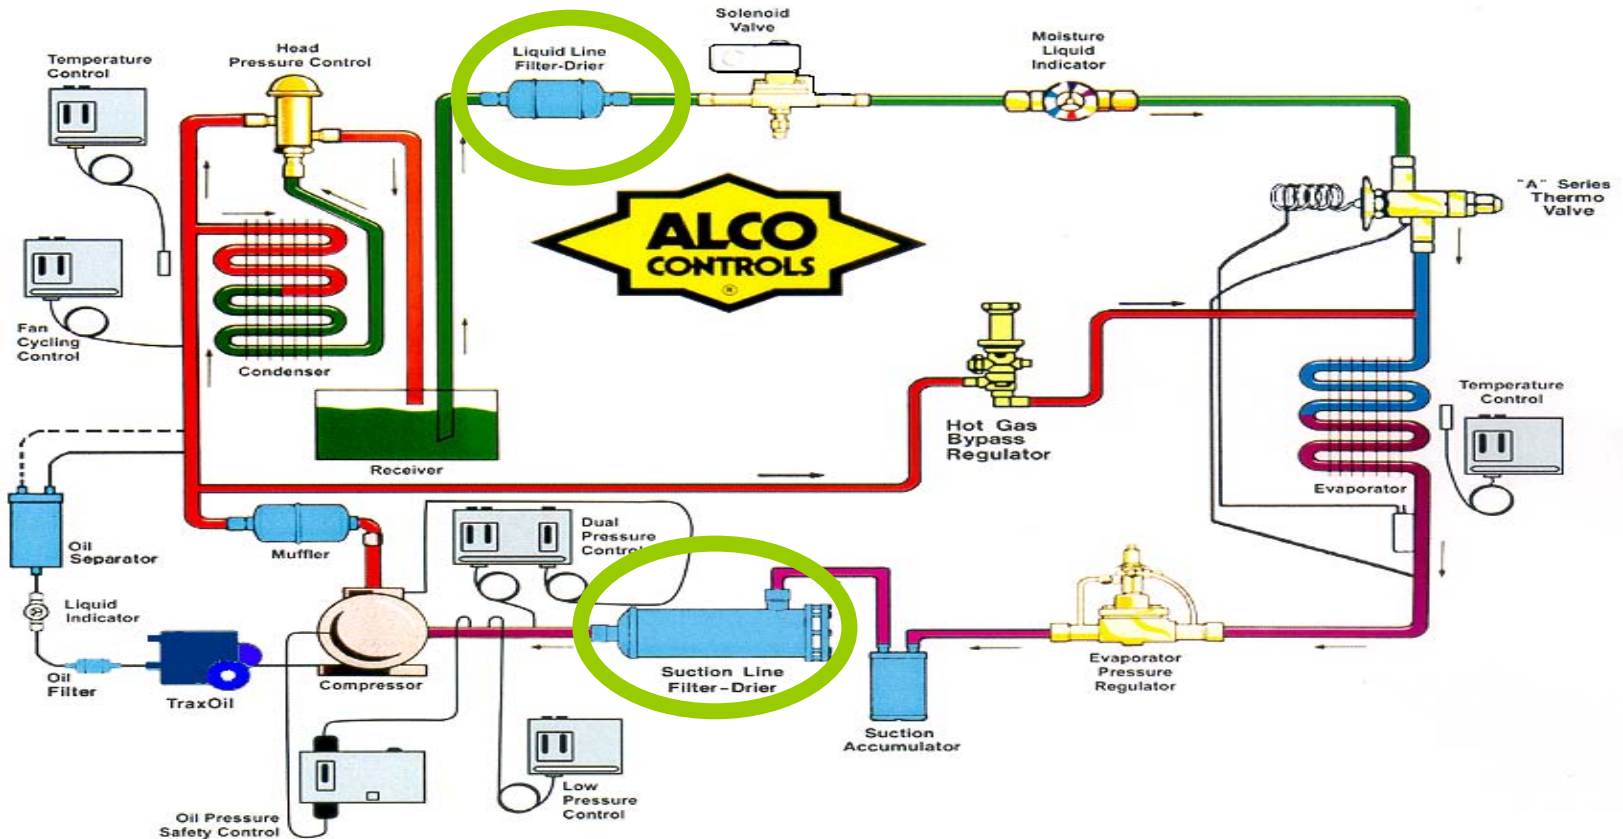 Solenoid
Valve
Head
Pressure Control
Temperature
Control
Liquid Line
Filter-Drier
Moisture
Liquid
Indicator
"A" Series
Thermo
Valve
ALCO
CONTROLS
®
Fan
Cycling
Control
Condenser
Receiver
Hot Gas
Bypass
Regulator
Temperature
Control
Evaporator
Oil
Separator
Muffler
Dual
Pressure
Control
Liquid
Indicator
Oil
Filter
TraxOil
Compressor
Suction Line
Filter-Drier
Evaporator
Pressure
Regulator
Suction
Accumulator
Low
Pressure
Control
Oil Pressure
Safety Control